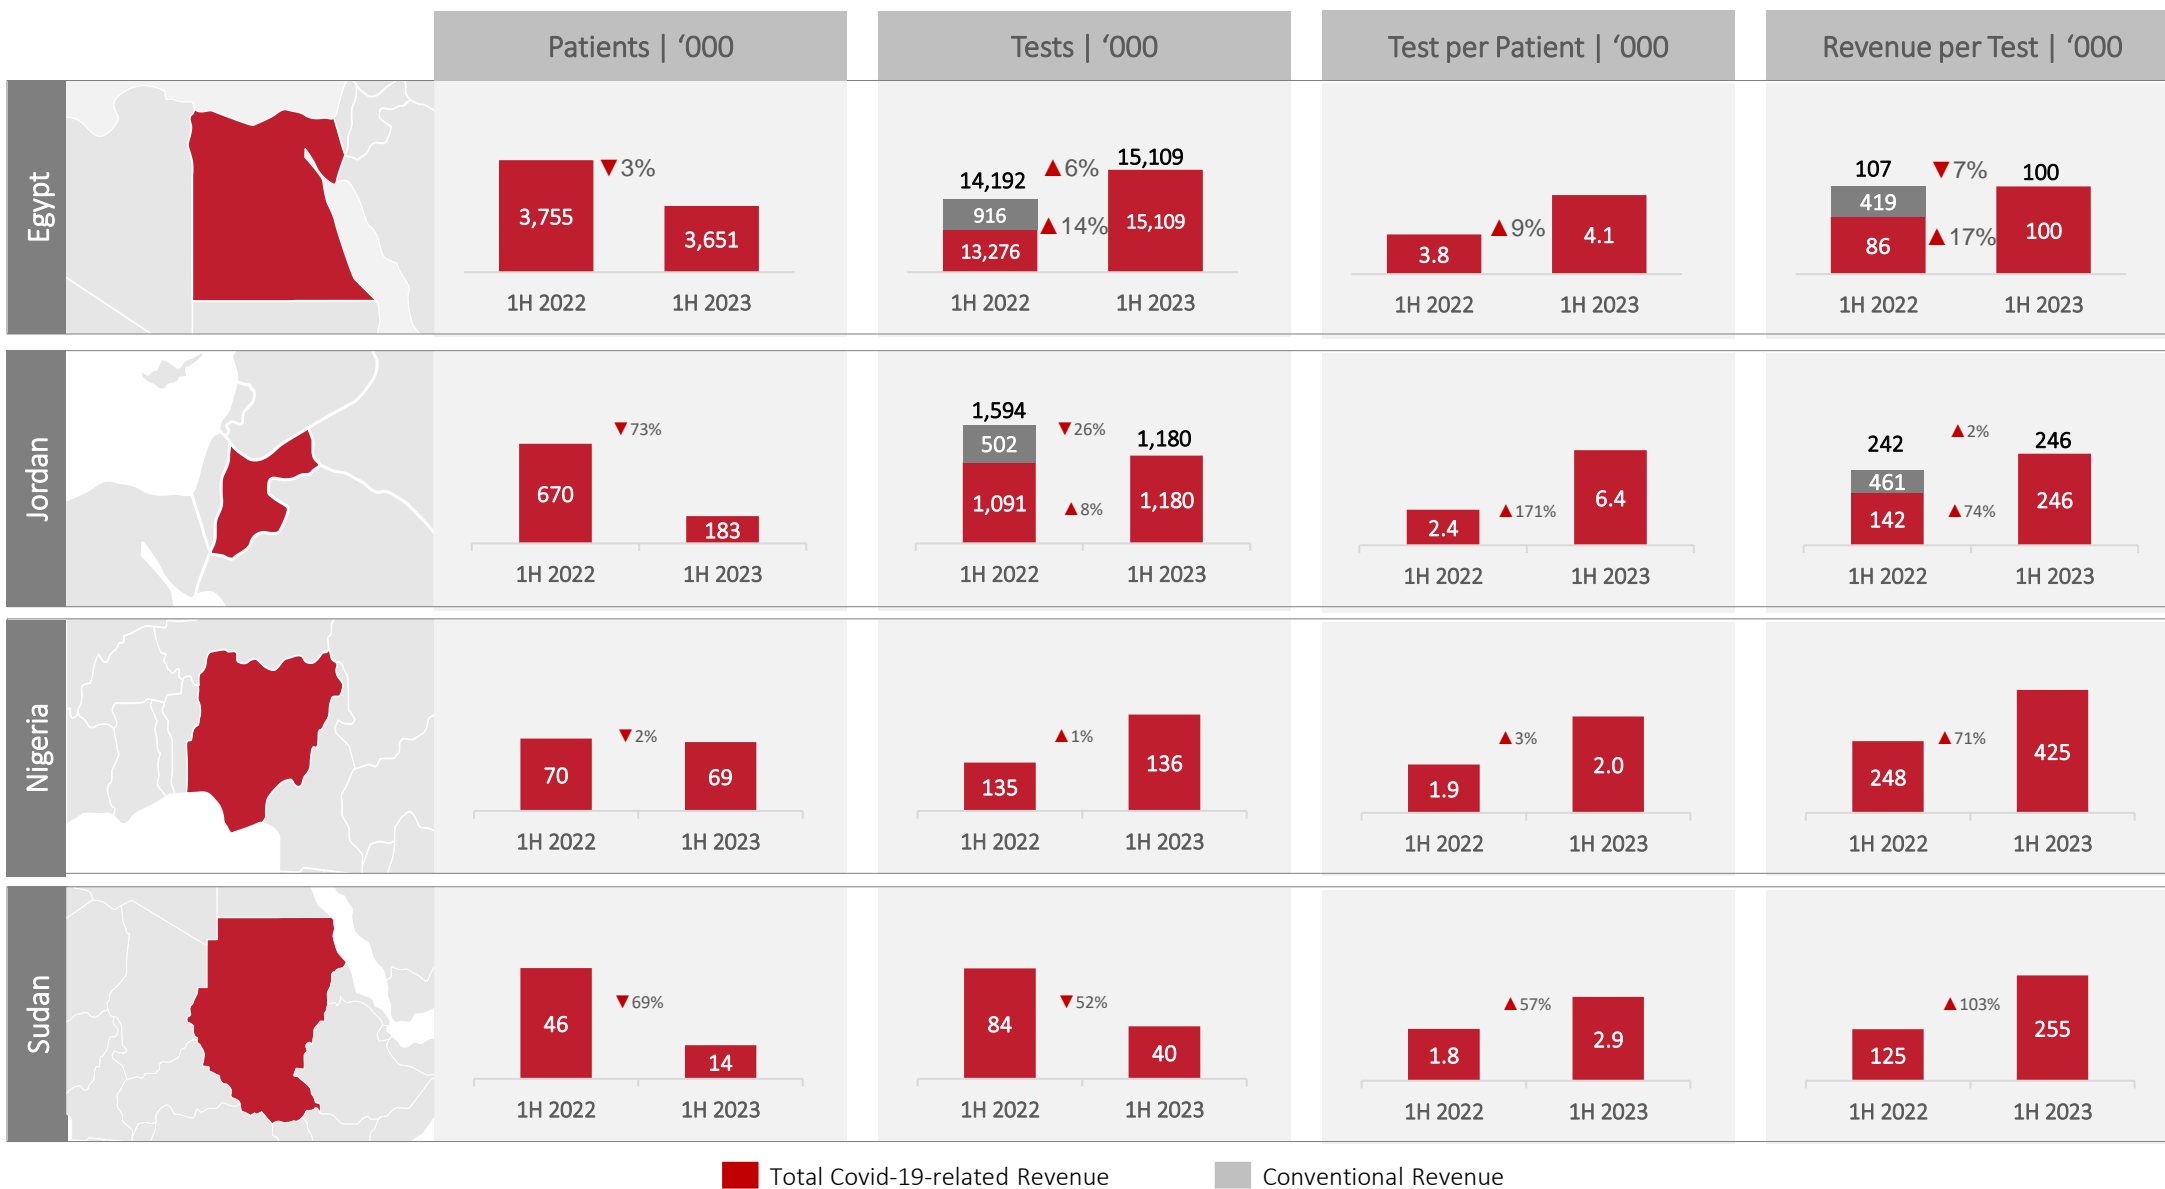 Patients | ‘000
Tests | ‘000
Test per Patient | ‘000
Revenue per Test | ‘000
Egypt
3,755
▼3%
3,651
1H 2022
1H 2023
14,192
916
13,276
▲6%
▲14%
15,109
15,109
1H 2022
1H 2023
3.8
▲9%
4.1
1H 2022
1H 2023
107
419
86
▼7%
▲17%
100
100
1H 2022
1H 2023
Jordan
670
▼73%
183
1H 2022
1H 2023
1,594
502
1,091
▼26%
▲8%
1,180
1,180
1H 2022
1H 2023
2.4
▲171%
6.4
1H 2022
1H 2023
242
461
142
▲2%
▲74%
246
246
1H 2022
1H 2023
Nigeria
70
▼2%
69
1H 2022
1H 2023
135
▲1%
136
1H 2022
1H 2023
1.9
▲3%
2.0
1H 2022
1H 2023
248
▲71%
425
1H 2022
1H 2023
Sudan
46
▼69%
14
1H 2022
1H 2023
84
▼52%
40
1H 2022
1H 2023
1.8
▲57%
2.9
1H 2022
1H 2023
125
▲103%
255
1H 2022
1H 2023
Total Covid-19-related Revenue
Conventional Revenue